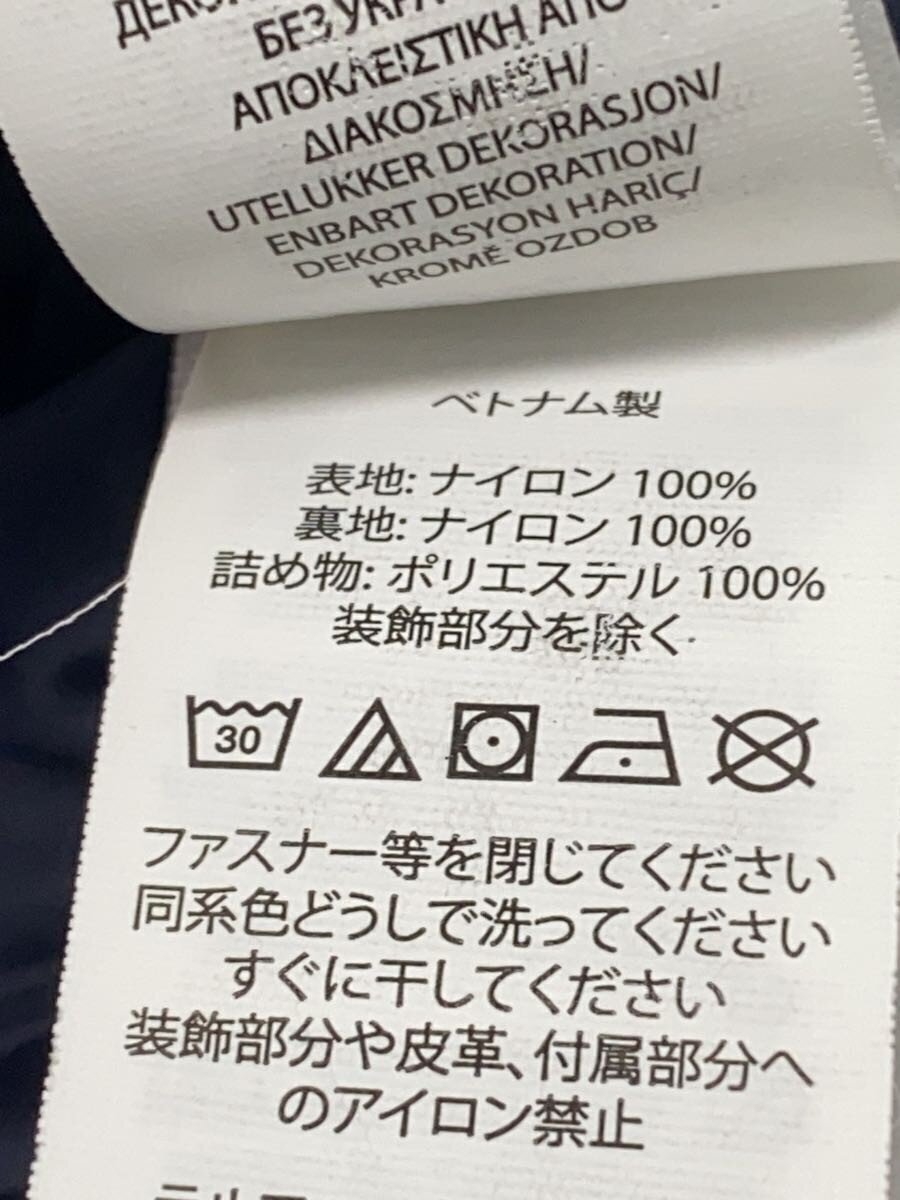 БЕЗ
ΑΠΟΚΛΕΙΣΤΙΚΗ ΑΠΟ
ΔΙΑΚΟΣΜΗΣΗ/
UTELUKKER DEKORASJON/
ENBART DEKORATION/
DEKORASYON HARİÇ/
KROMĚ OZDOB
ベトナム製
表地: ナイロン 100%
裏地: ナイロン 100%
詰め物: ポリエステル 100%
装飾部分を除く
30
ファスナー等を閉じてください
同系色どうしで洗ってください
すぐに干してください
装飾部分や皮革、付属部分へ
のアイロン禁止